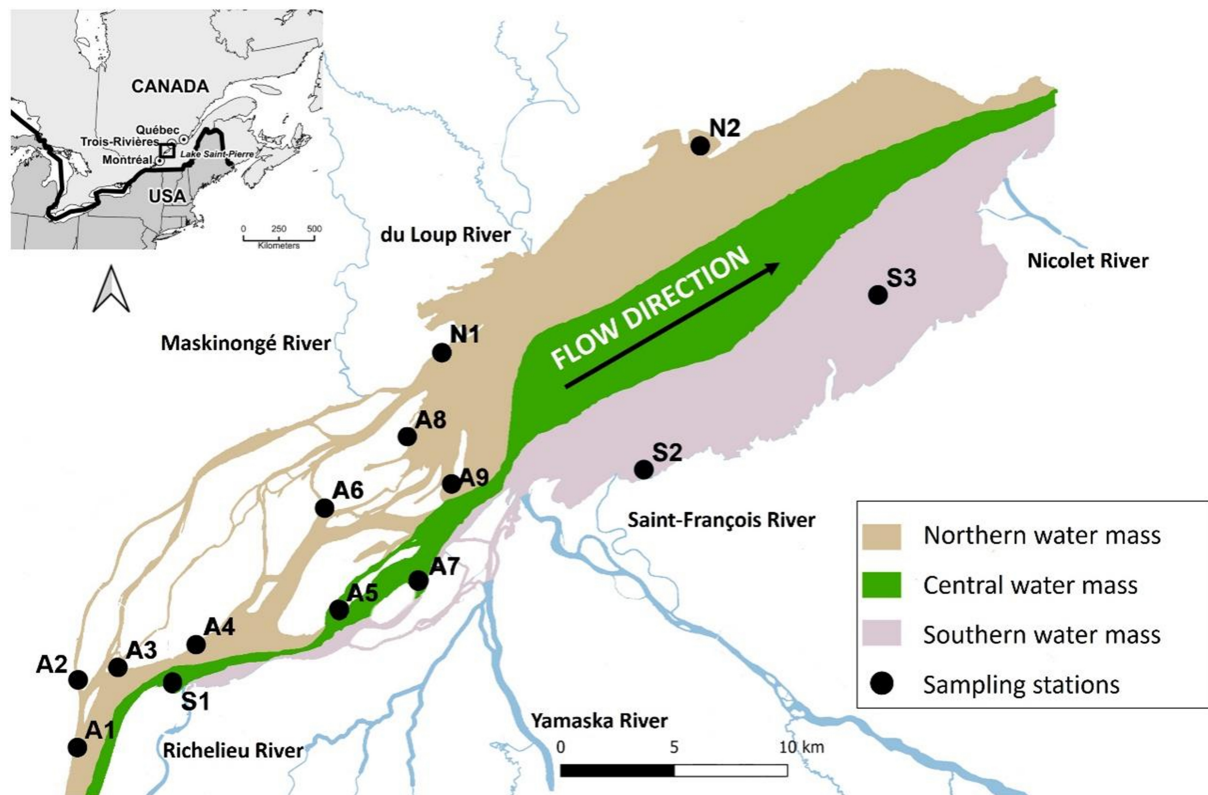 CANADA
Québec
Trois-Rivières
Lake Saint-Pierre
Montréal
USA
0 250 500
Kilometers
N2
du Loup River
Nicolet River
FLOW DIRECTION
S3
Maskinongé River
N1
A8
A9
S2
A6
Saint-François River
A7
A5
A4
A3
A2
S1
A1
Richelieu River
Yamaska River
0 5 10 km
Northern water mass
Central water mass
Southern water mass
Sampling stations